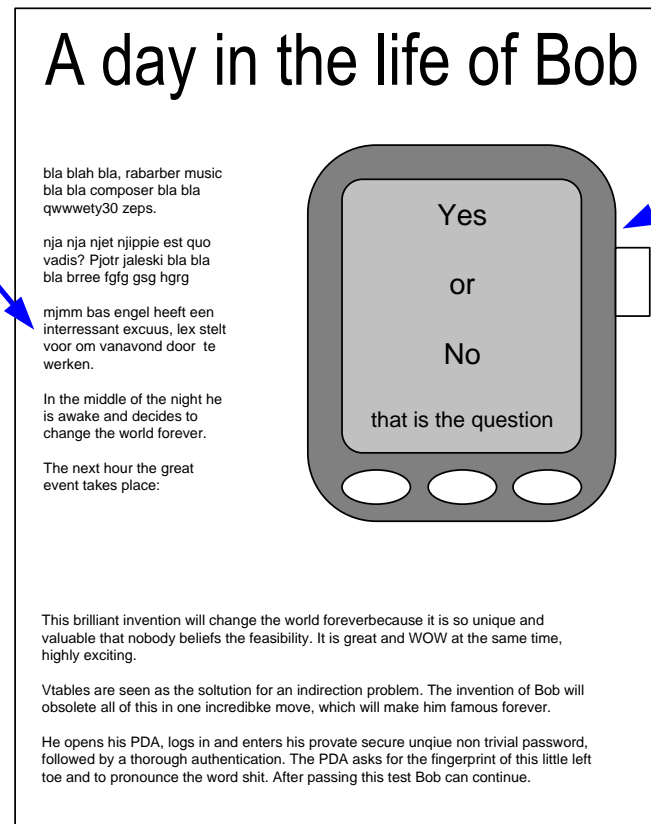 A day in the life of Bob
bla blah bla, rabarber music
bla bla composer bla bla
qwwwety30 zeps.
nja nja njet njippie est quo
vadis? Pjotr jaleski bla bla
bla brree fgfg gsg hgrg
mjmm bas engel heeft een
interressant excuus, lex stelt
voor om vanavond door te
werken.
In the middle of the night he
is awake and decides to
change the world forever.
The next hour the great
event takes place:
Yes
or
No
that is the question
This brilliant invention will change the world foreverbecause it is so unique and
valuable that nobody beliefs the feasibility. It is great and WOW at the same time,
highly exciting.
Vtables are seen as the soltution for an indirection problem. The invention of Bob will
obsolete all of this in one incredibke move, which will make him famous forever.
He opens his PDA, logs in and enters his provate secure unqiue non trivial password,
followed by a thorough authentication. The PDA asks for the fingerprint of this little left
toe and to pronounce the word shit. After passing this test Bob can continue.